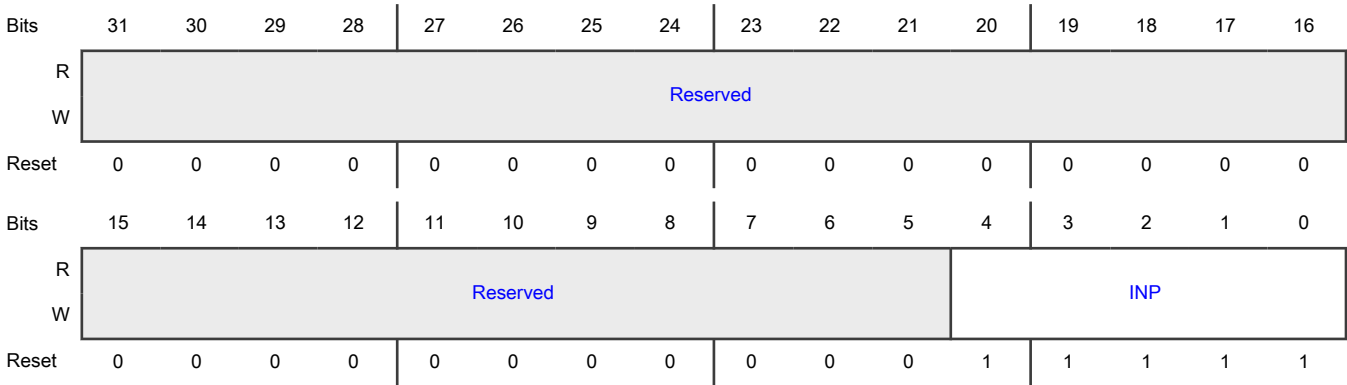 Bits 31 30 29 28 27 26 25 24 23 22 21 20 19 18 17 16
R
Reserved
W
Reset 0 0 0 0 0 0 0 0 0 0 0 0 0 0 0 0
Bits 15 14 13 12 11 10 9 8 7 6 5 4 3 2 1 0
R
Reserved INP
W
Reset 0 0 0 0 0 0 0 0 0 0 0 1 1 1 1 1